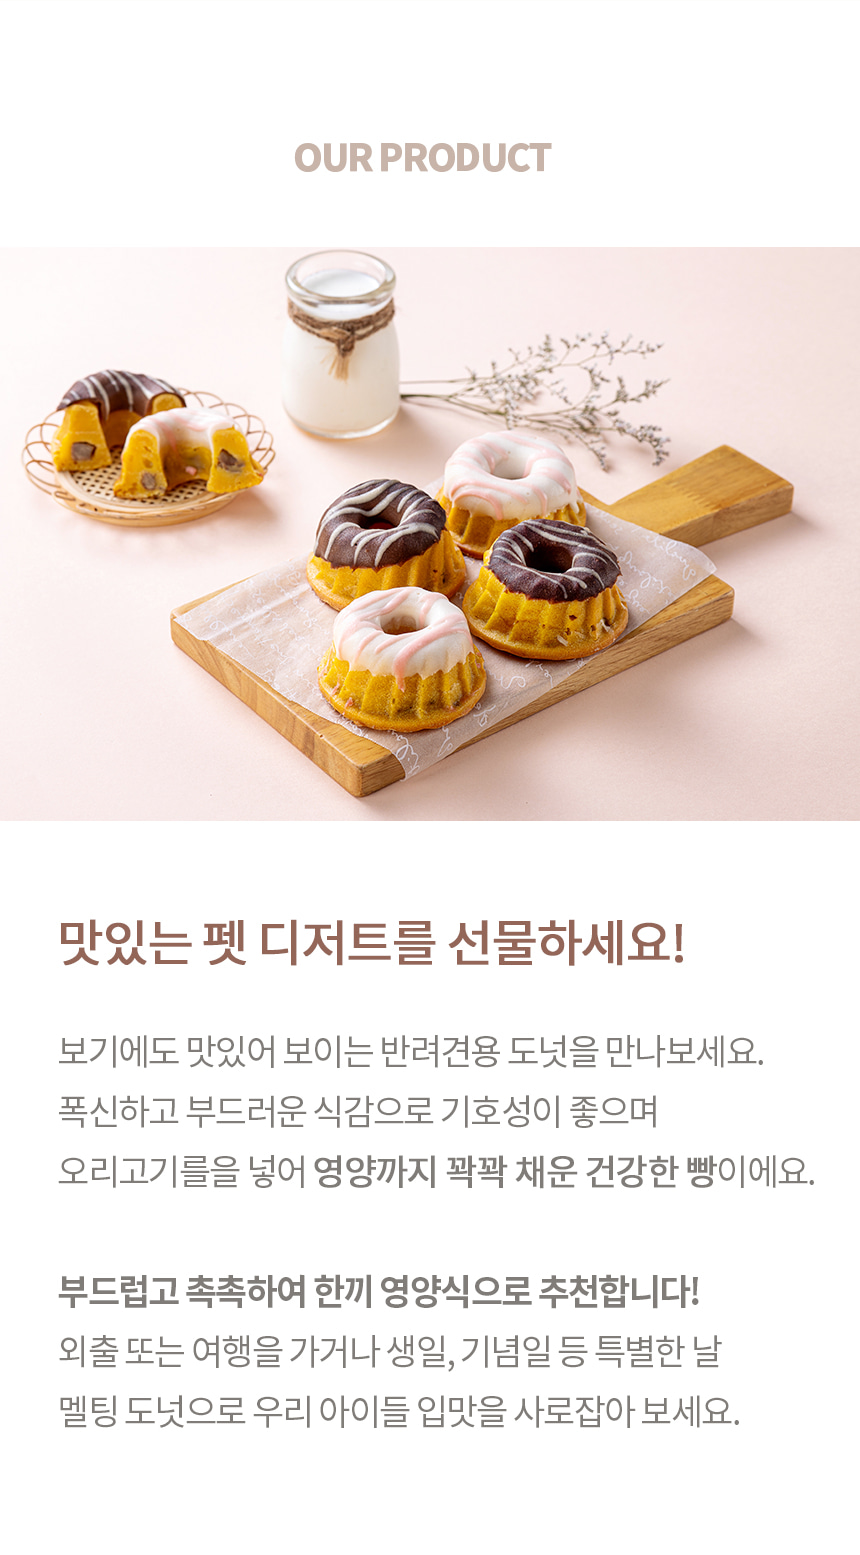 OUR PRODUCT
맛있는 펫 디저트를 선물하세요!
보기에도 맛있어 보이는 반려견용 도넛을 만나보세요.
폭신하고 부드러운 식감으로 기호성이 좋으며
오리고기를을 넣어 영양까지 꽉꽉 채운 건강한 빵이에요.
부드럽고 촉촉하여 한끼 영양식으로 추천합니다!
외출 또는 여행을 가거나 생일, 기념일 등 특별한 날
멜팅 도넛으로 우리 아이들 입맛을 사로잡아 보세요.